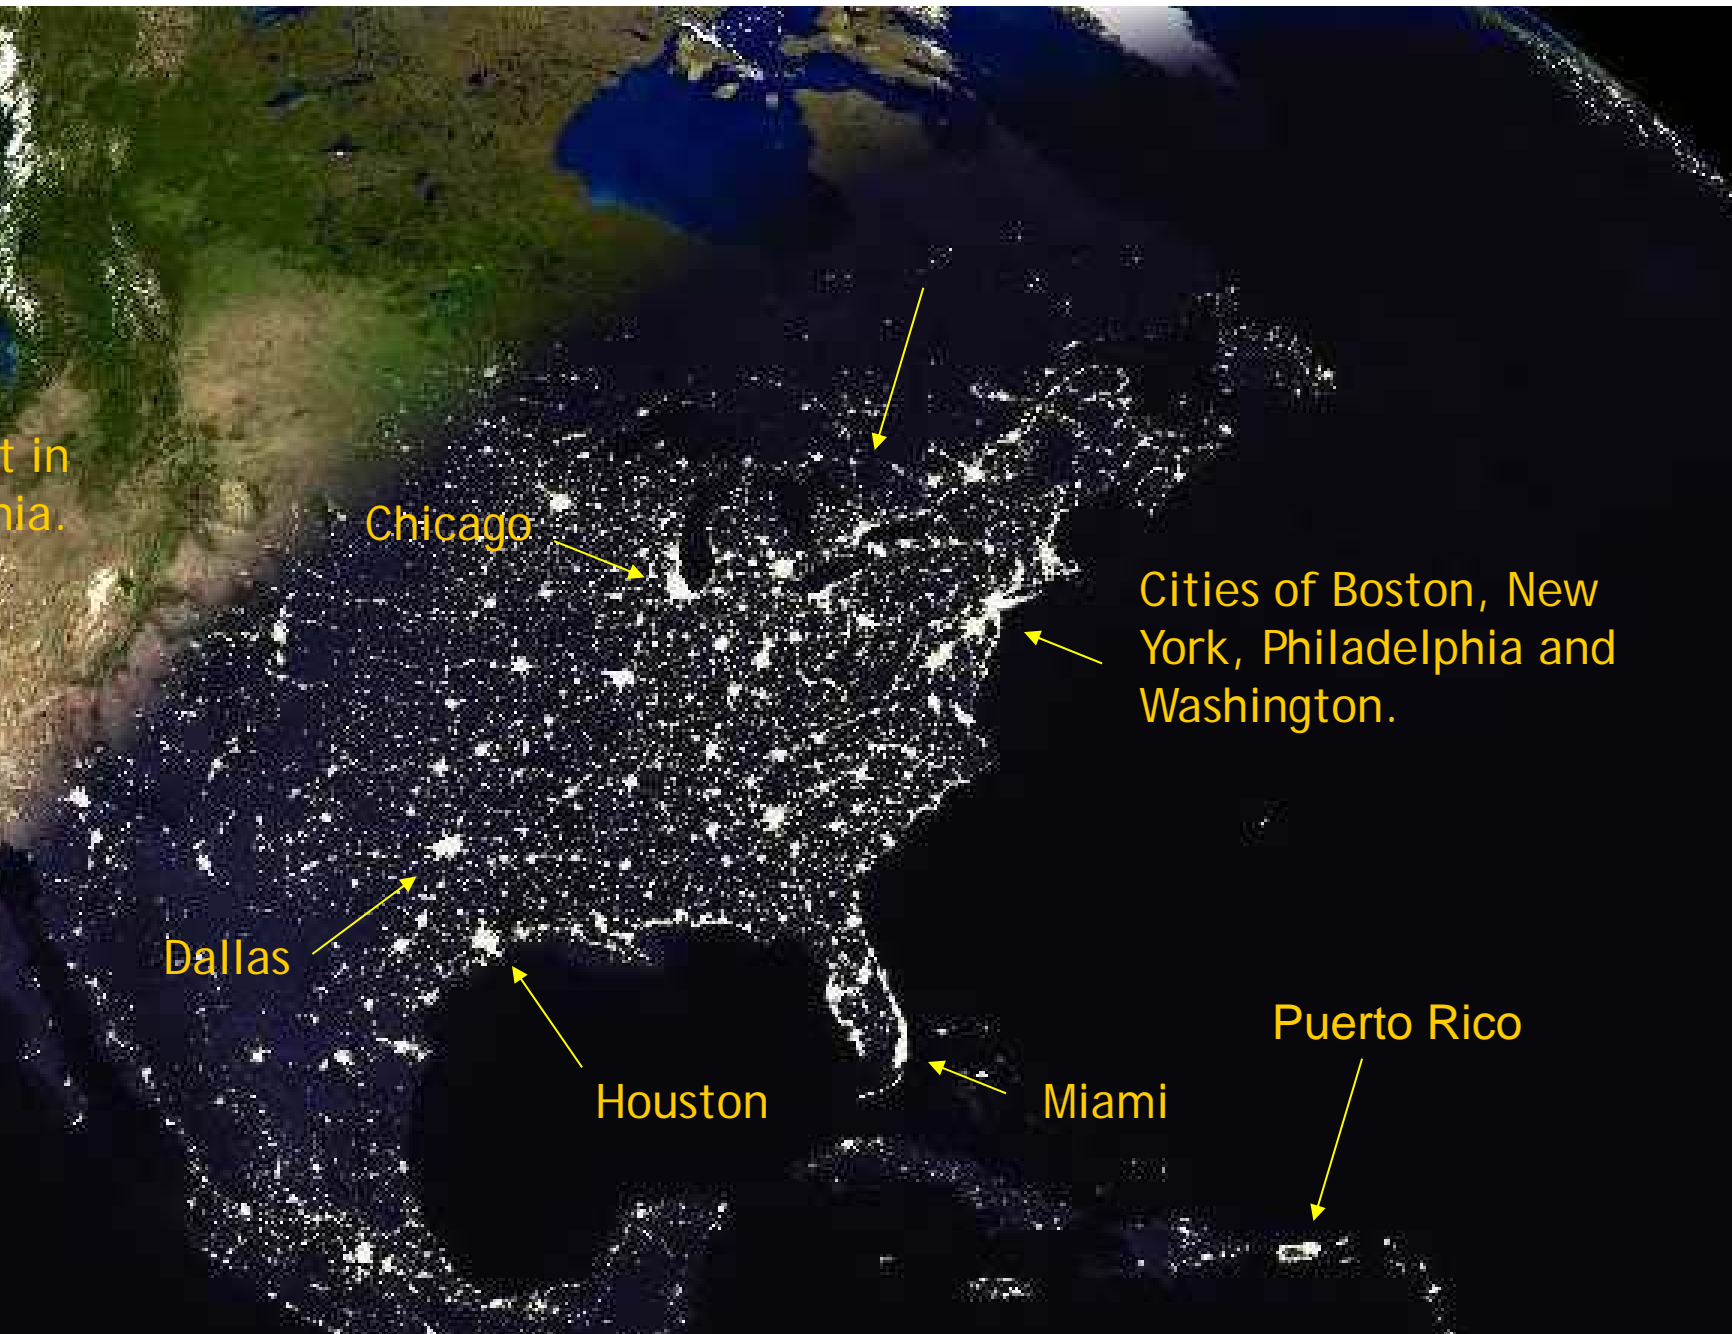 t in
nia.
Chicago
Cities of Boston, New
York, Philadelphia and
Washington.
Dallas
Houston
Miami
Puerto Rico